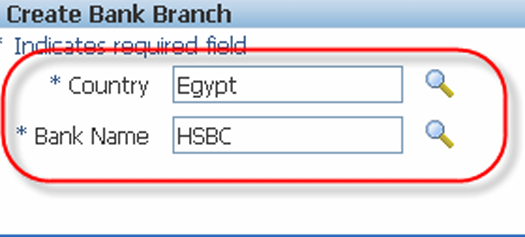 Create Bank Branch
* Indicates required field
* Country Egypt
* Bank Name HSBC